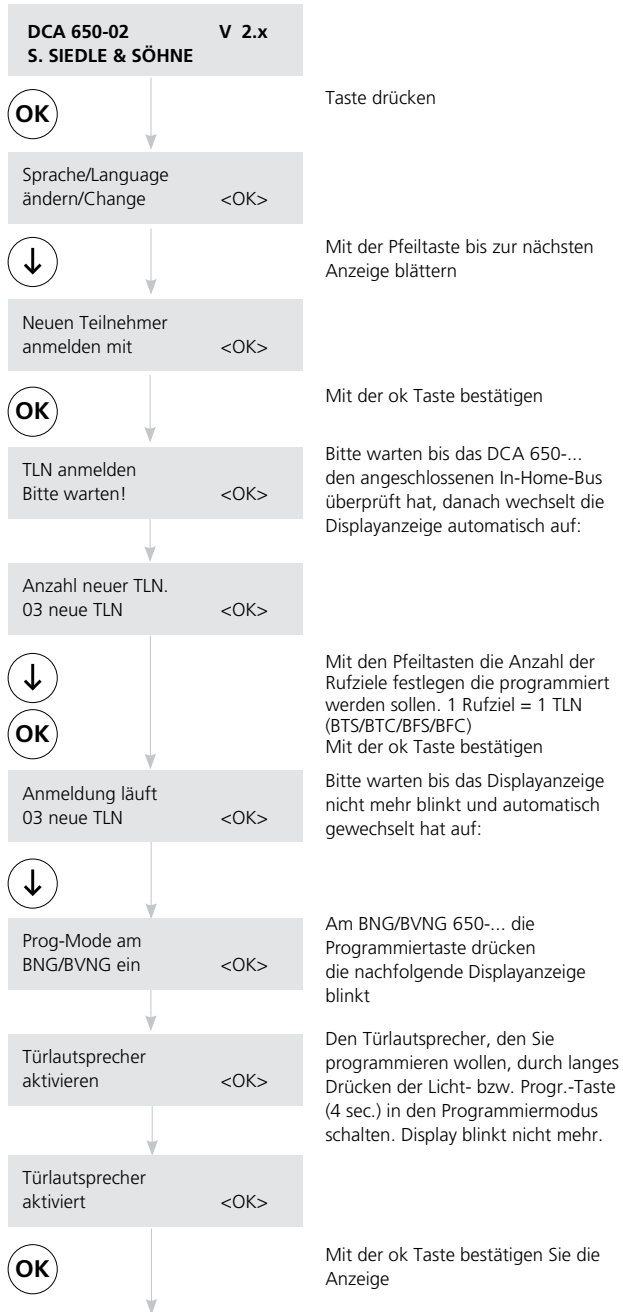 DCA 650-02 V 2.x
S. SIEDLE & SÖHNE
OK
Taste drücken
Sprache/Language
ändern/Change <OK>
↓
Mit der Pfeiltaste bis zur nächsten
Anzeige blättern
Neuen Teilnehmer
anmelden mit <OK>
OK
Mit der ok Taste bestätigen
TLN anmelden
Bitte warten! <OK>
Bitte warten bis das DCA 650-...
den angeschlossenen In-Home-Bus
überprüft hat, danach wechselt die
Displayanzeige automatisch auf:
Anzahl neuer TLN.
03 neue TLN <OK>
↓
OK
Mit den Pfeiltasten die Anzahl der
Rufziele festlegen die programmiert
werden sollen. 1 Rufziel = 1 TLN
(BTS/BTC/BFS/BFC)
Mit der ok Taste bestätigen
Anmeldung läuft
03 neue TLN <OK>
Bitte warten bis das Displayanzeige
nicht mehr blinkt und automatisch
gewechselt hat auf:
↓
Prog-Mode am
BNG/BVNG ein <OK>
Am BNG/BVNG 650-... die
Programmiertaste drücken
die nachfolgende Displayanzeige
blinkt
Türlautsprecher
aktivieren <OK>
Den Türlautsprecher, den Sie
programmieren wollen, durch langes
Drücken der Licht- bzw. Progr.-Taste
(4 sec.) in den Programmiermodus
schalten. Display blinkt nicht mehr.
Türlautsprecher
aktiviert <OK>
OK
Mit der ok Taste bestätigen Sie die
Anzeige